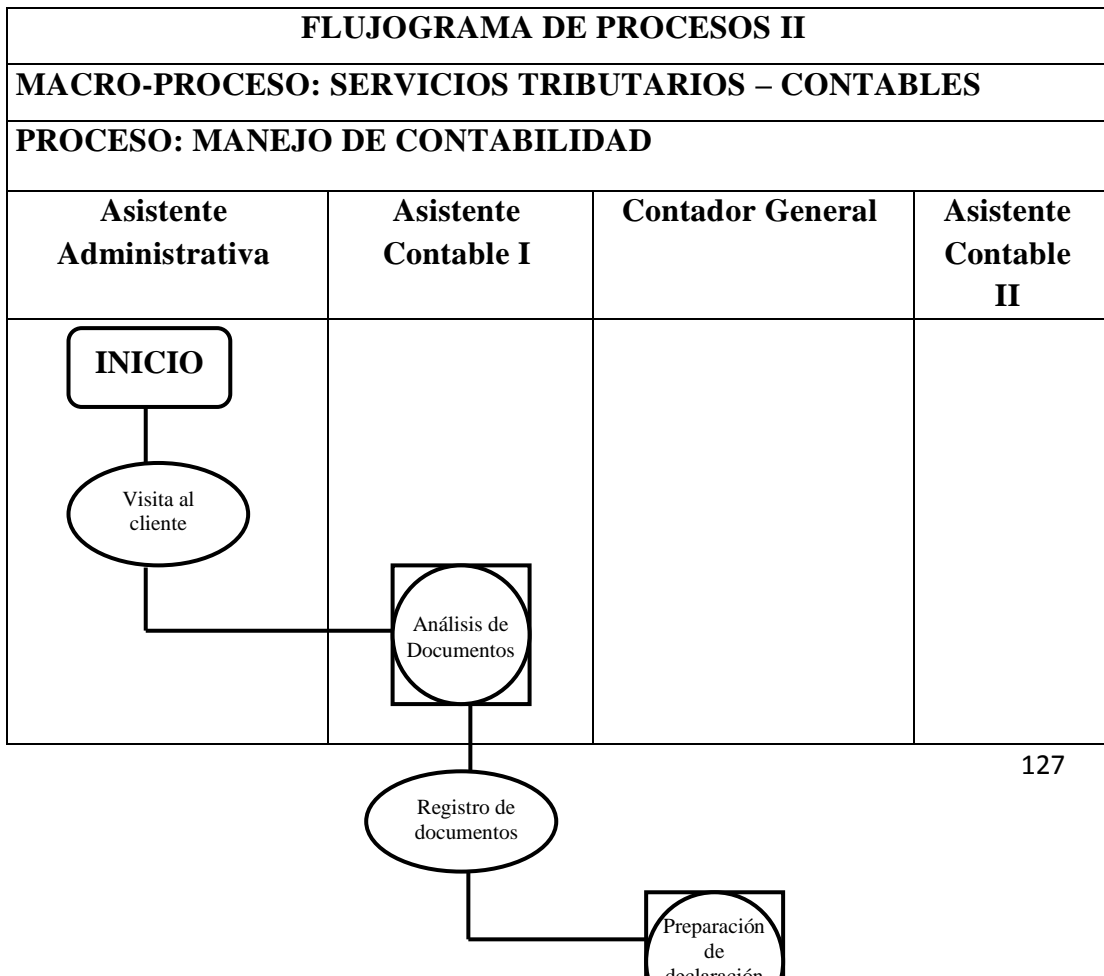 FLUJOGRAMA DE PROCESOS II
MACRO-PROCESO: SERVICIOS TRIBUTARIOS – CONTABLES
PROCESO: MANEJO DE CONTABILIDAD
Asistente
Administrativa
Asistente
Contable I
Contador General
Asistente
Contable
II
INICIO
Visita al
cliente
Análisis de
Documentos
127
Registro de
documentos
Preparación
de
declaración